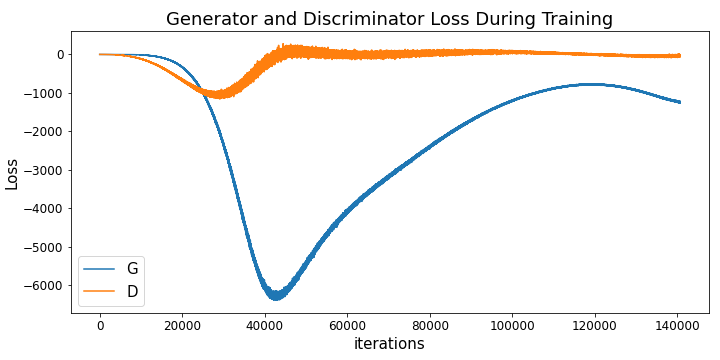 Generator and Discriminator Loss During Training
Loss
0
−1000
−2000
−3000
−4000
−5000
−6000
G
D
0 20000 40000 60000 80000 100000 120000 140000
iterations